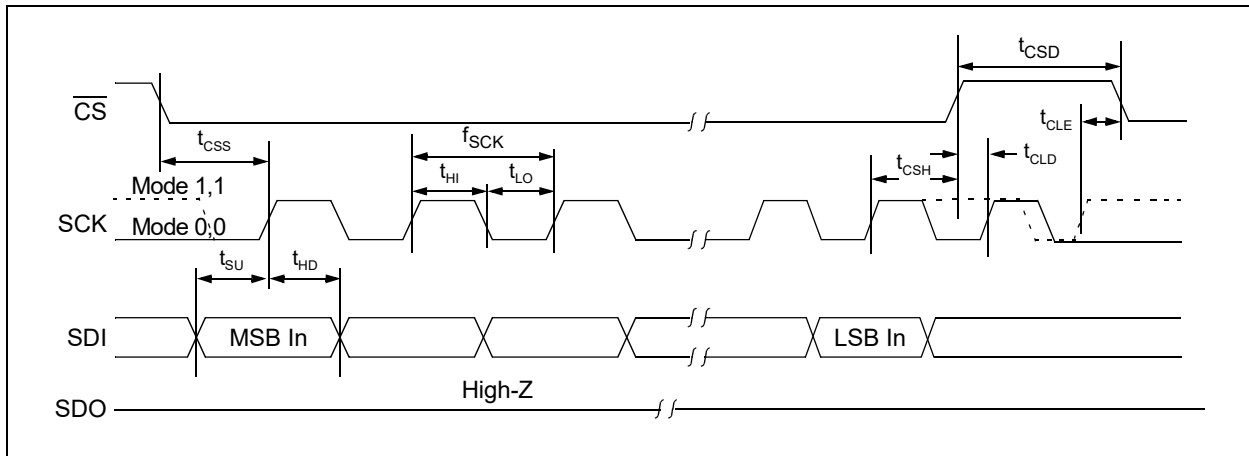 tCSD
CS
tCLE
tCSS
fSCK
tHI
tLO
tCSH
tCLD
Mode 1,1
SCK
Mode 0,0
tSU
tHD
SDI
MSB In
LSB In
High-Z
SDO